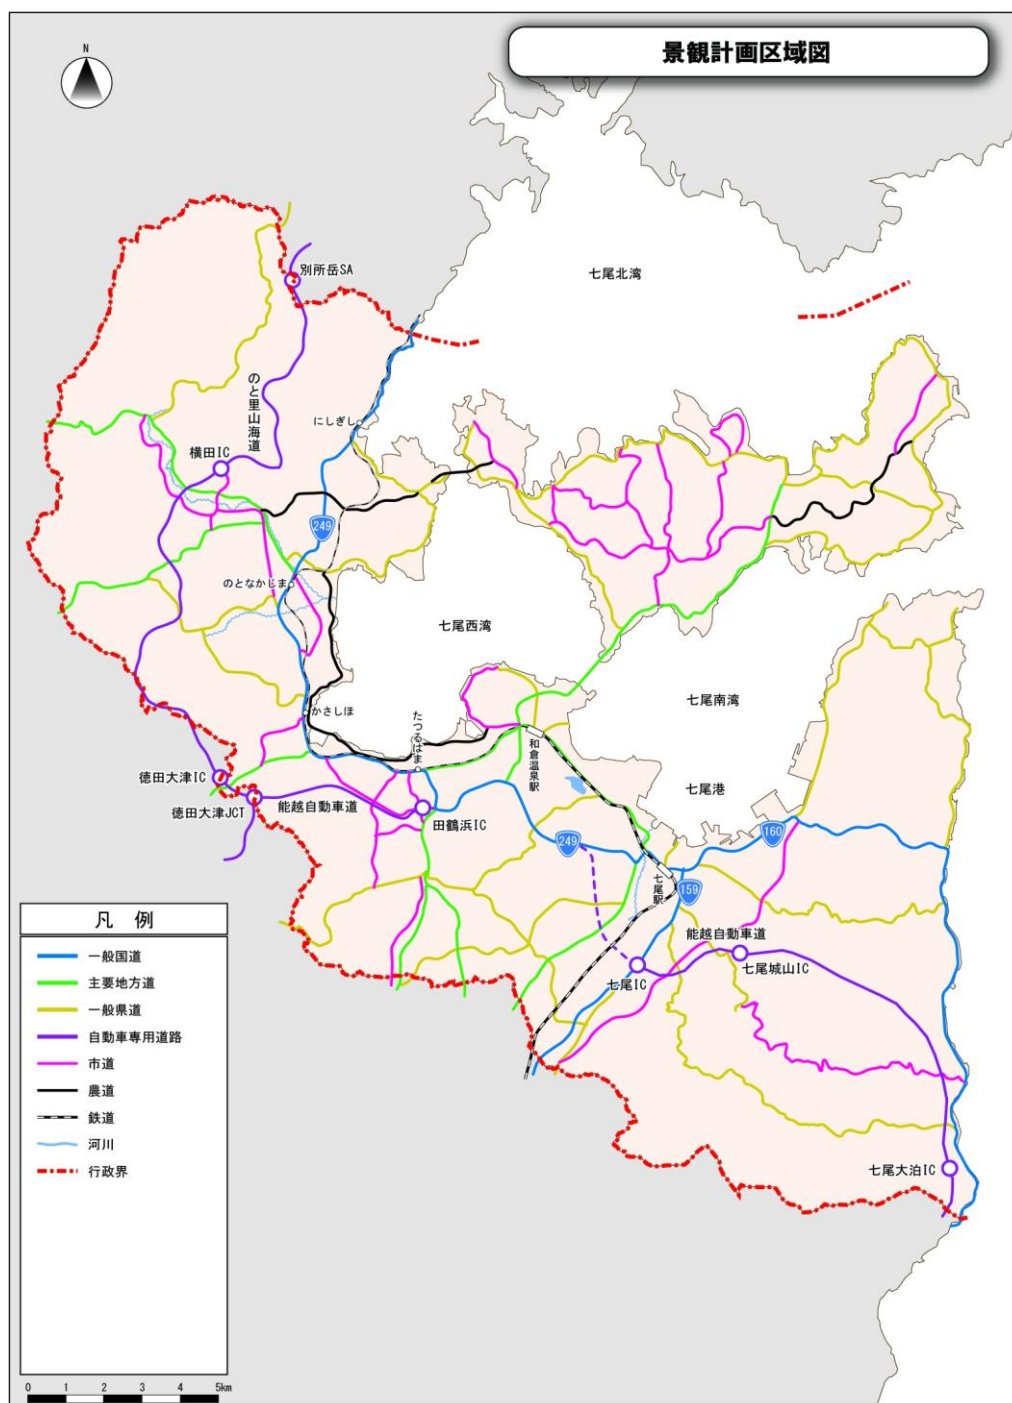 景観計画区域図
N
七尾北湾
別所岳SA
のと里山海道
にしぎし
横田IC
249
のとなかじま
七尾西湾
かさしほ
たつるはま
和倉温泉駅
七尾南湾
七尾港
徳田大津IC
徳田大津JCT
能越自動車道
田鶴浜IC
249
160
七尾駅
159
能越自動車道
七尾城山IC
七尾IC
七尾大泊IC
凡 例
一般国道
主要地方道
一般県道
自動車専用道路
市道
農道
鉄道
河川
行政界
0 1 2 3 4 5km